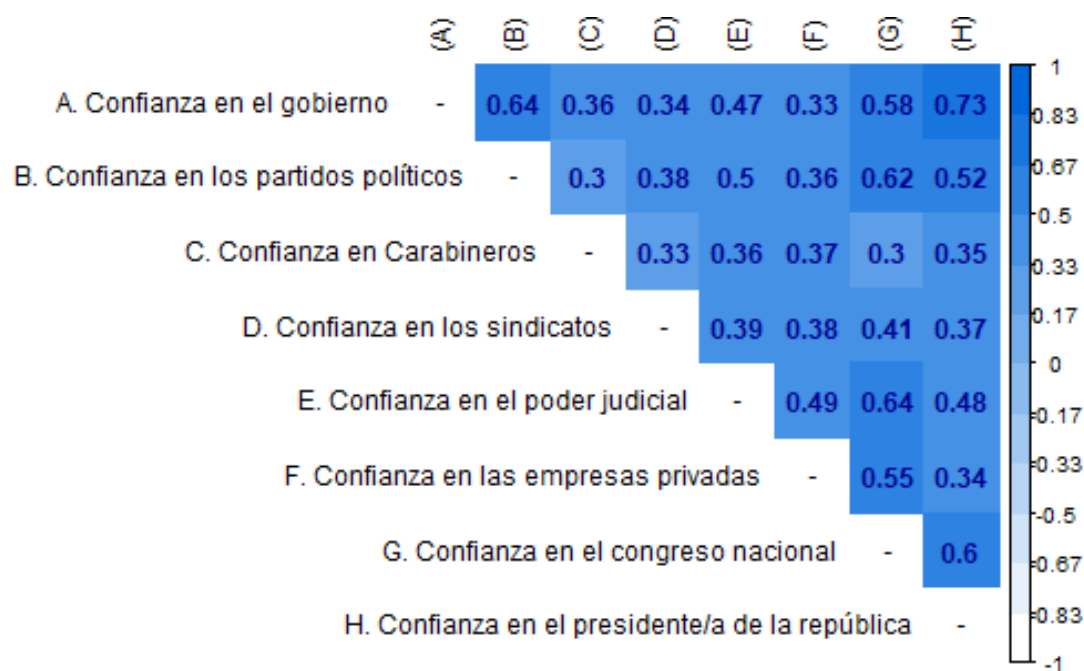 (A) (B) (C) (D) (E) (F) (G) (H)
A. Confianza en el gobierno - 0.64 0.36 0.34 0.47 0.33 0.58 0.73
B. Confianza en los partidos políticos - 0.3 0.38 0.5 0.36 0.62 0.52
C. Confianza en Carabineros - 0.33 0.36 0.37 0.3 0.35
D. Confianza en los sindicatos - 0.39 0.38 0.41 0.37
E. Confianza en el poder judicial - 0.49 0.64 0.48
F. Confianza en las empresas privadas - 0.55 0.34
G. Confianza en el congreso nacional - 0.6
H. Confianza en el presidente/a de la república -
1
0.83
0.67
0.5
0.33
0.17
0
-0.17
-0.33
-0.5
-0.67
-0.83
-1